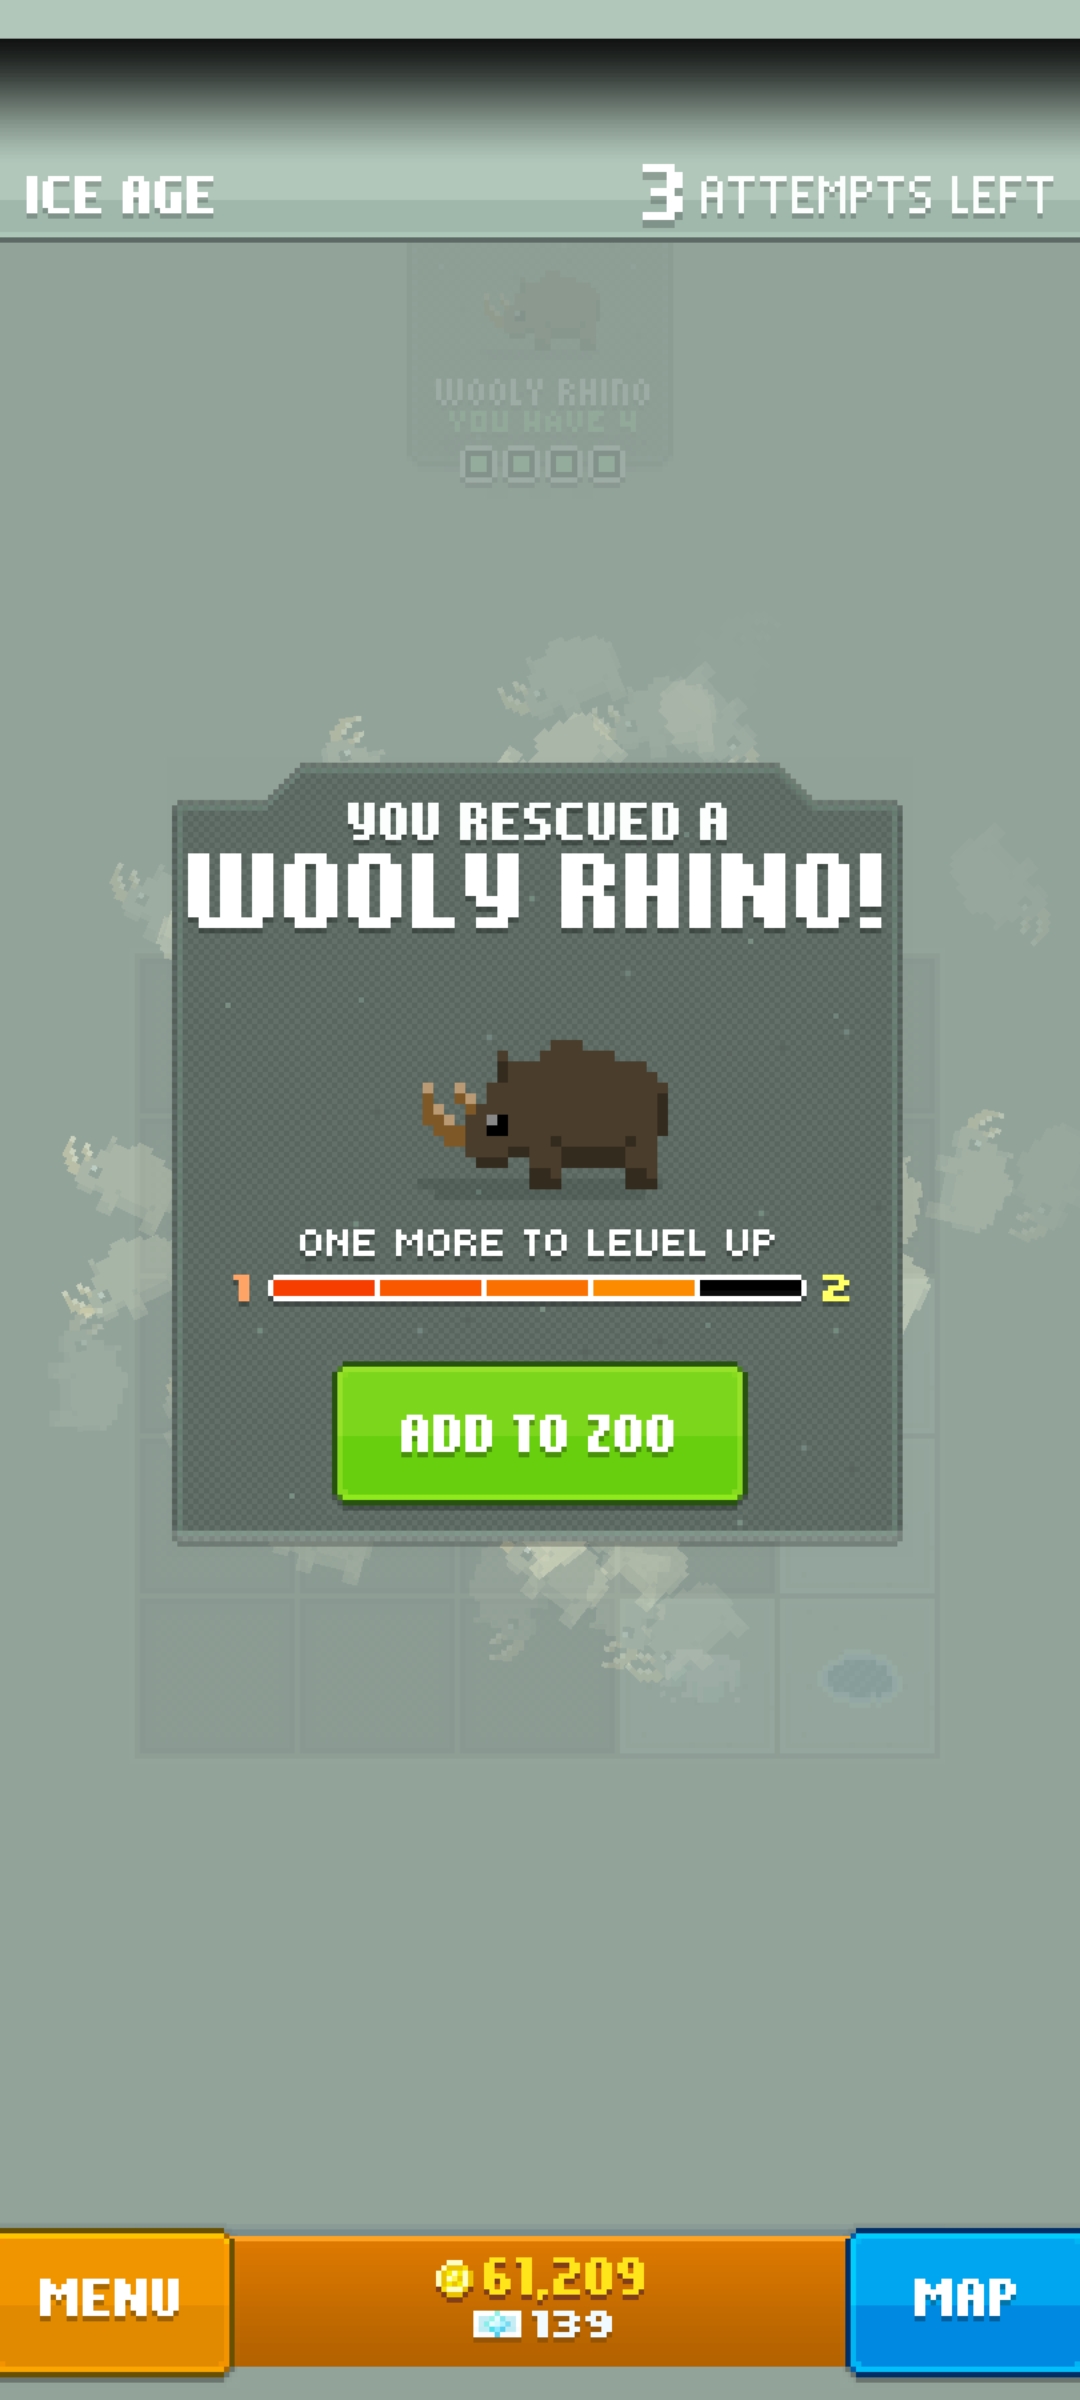 ICE AGE
3 ATTEMPTS LEFT
WOOLY RHINO
YOU HAVE 4
YOU RESCUED A
WOOLY RHINO!
ONE MORE TO LEVEL UP
1 2
ADD TO ZOO
MENU
61,209
139
MAP